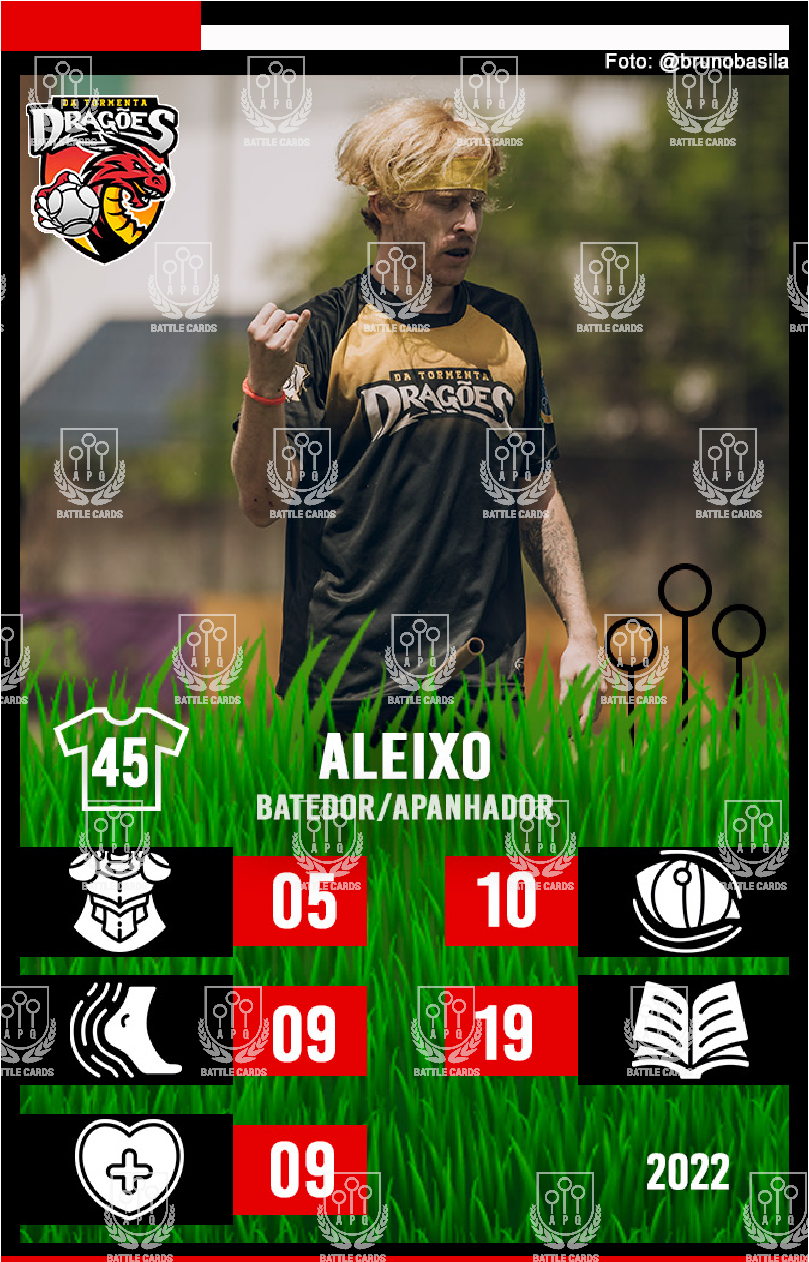 Foto: @brunobasila
DA TORMENTA
DRAGÕES
DA TORMENTA
DRAGÕES
45
ALEIXO
BATEDOR/APANHADOR
05
10
09
19
09
2022
APQ
BATTLE CARDS